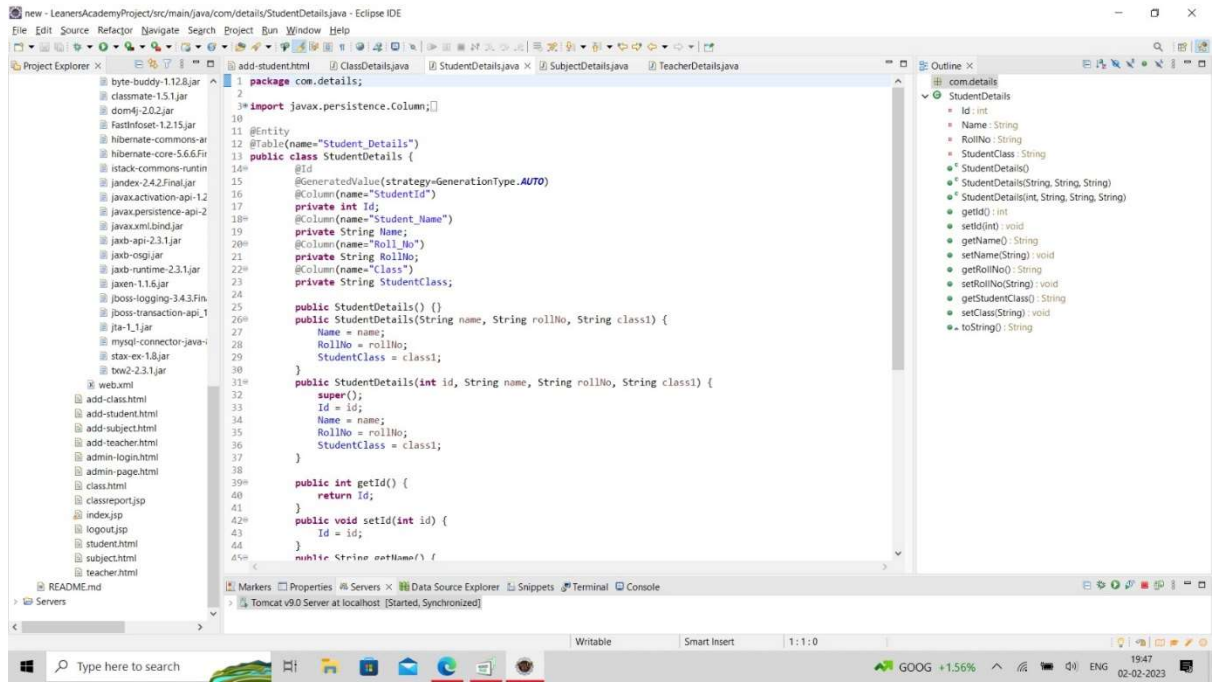 new - LeanersAcademyProject/src/main/java/com/details/StudentDetails.java - Eclipse IDE
File Edit Source Refactor Navigate Search Project Run Window Help
Project Explorer ×
byte-buddy-1.12.8.jar
classmate-1.5.1.jar
dom4j-2.0.2.jar
FastInfoset-1.2.15.jar
hibernate-commons-ar
hibernate-core-5.6.6.Fir
istack-commons-runtim
jandex-2.4.2.Final.jar
javax.activation-api-1.2
javax.persistence-api-2
javax.xml.bind.jar
jaxb-api-2.3.1.jar
jaxb-osgi.jar
jaxb-runtime-2.3.1.jar
jaxen-1.1.6.jar
jboss-logging-3.4.3.Fin
jboss-transaction-api_1
jta-1_1.jar
mysql-connector-java-
stax-ex-1.8.jar
txw2-2.3.1.jar
web.xml
add-class.html
add-student.html
add-subject.html
add-teacher.html
admin-login.html
admin-page.html
class.html
classreport.jsp
index.jsp
logout.jsp
student.html
subject.html
teacher.html
README.md
Servers
add-student.html ClassDetails.java StudentDetails.java × SubjectDetails.java TeacherDetails.java
1 package com.details;
2
3 import javax.persistence.Column;
10
11 @Entity
12 @Table(name="Student_Details")
13 public class StudentDetails {
14 @Id
15 @GeneratedValue(strategy=GenerationType.AUTO)
16 @Column(name="StudentId")
17 private int Id;
18 @Column(name="Student_Name")
19 private String Name;
20 @Column(name="Roll_No")
21 private String RollNo;
22 @Column(name="Class")
23 private String StudentClass;
24
25 public StudentDetails() {}
26 public StudentDetails(String name, String rollNo, String class1) {
27 Name = name;
28 RollNo = rollNo;
29 StudentClass = class1;
30 }
31 public StudentDetails(int id, String name, String rollNo, String class1) {
32 super();
33 Id = id;
34 Name = name;
35 RollNo = rollNo;
36 StudentClass = class1;
37 }
38
39 public int getId() {
40 return Id;
41 }
42 public void setId(int id) {
43 Id = id;
44 }
45 public String getName() {
Outline ×
com.details
StudentDetails
Id : int
Name : String
RollNo : String
StudentClass : String
StudentDetails()
StudentDetails(String, String, String)
StudentDetails(int, String, String, String)
getId() : int
setId(int) : void
getName() : String
setName(String) : void
getRollNo() : String
setRollNo(String) : void
getStudentClass() : String
setClass(String) : void
toString() : String
Markers Properties Servers × Data Source Explorer Snippets Terminal Console
Tomcat v9.0 Server at localhost [Started, Synchronized]
Writable Smart Insert 1 : 1 : 0
Type here to search
GOOG +1.56% ENG
19:47
02-02-2023